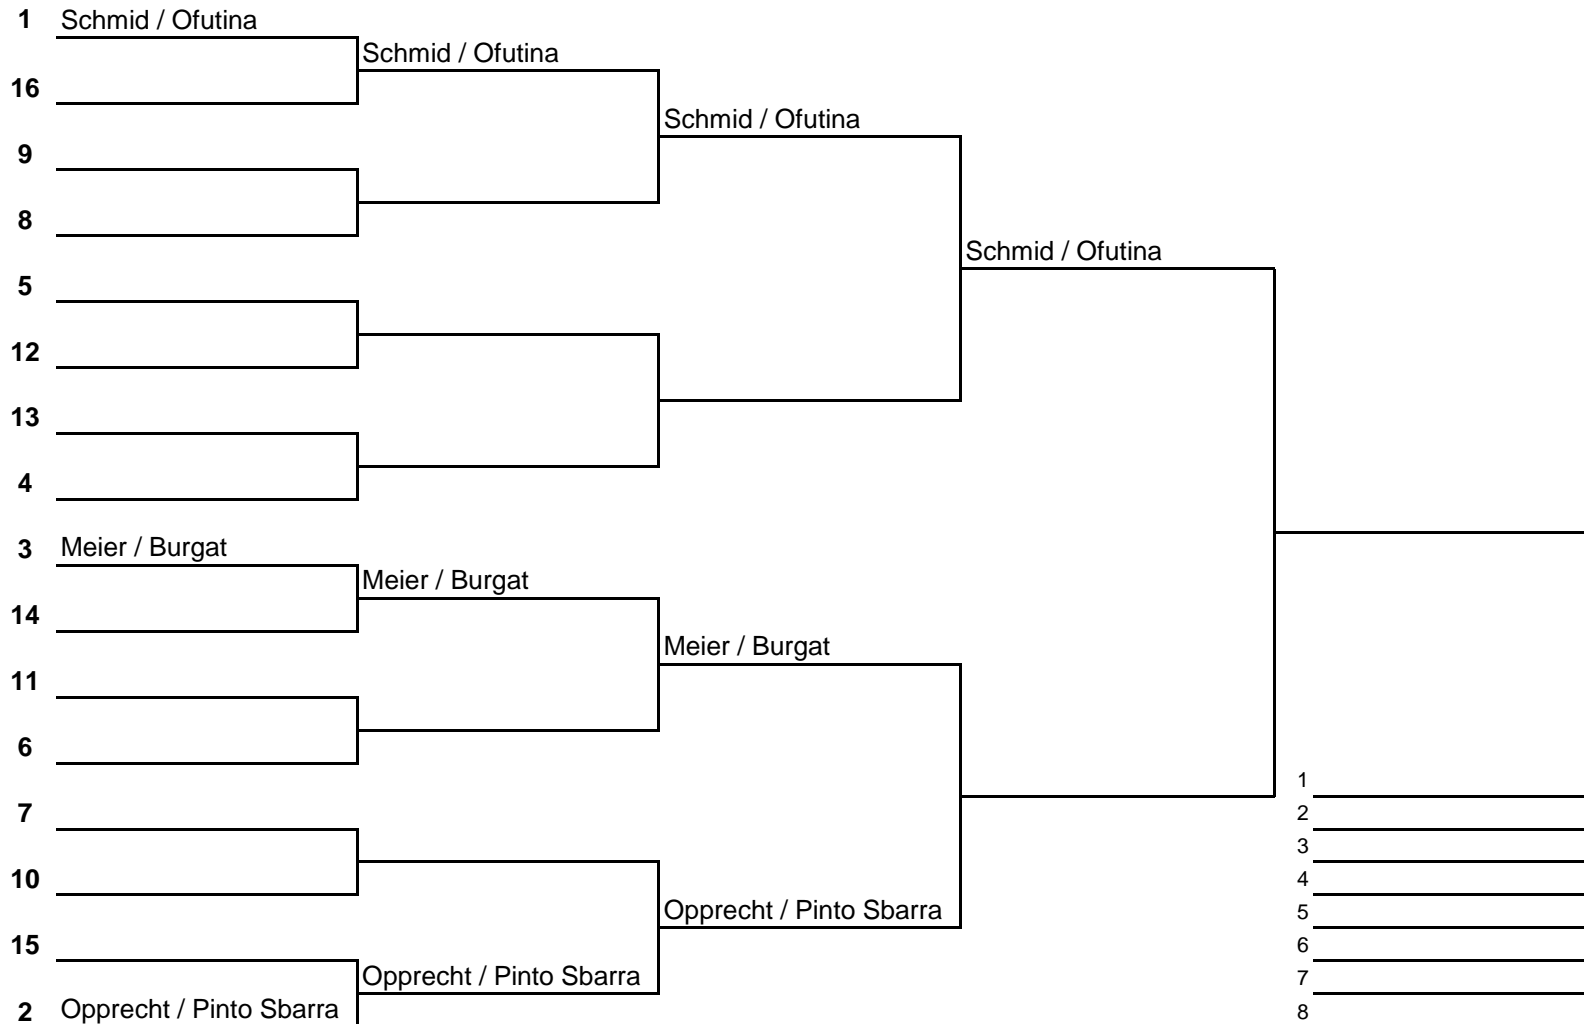 1 Schmid / Ofutina
Schmid / Ofutina
16
Schmid / Ofutina
9
8
Schmid / Ofutina
5
12
13
4
3 Meier / Burgat
Meier / Burgat
14
Meier / Burgat
11
6
1
7
2
3
10
4
Opprecht / Pinto Sbarra
5
15
6
Opprecht / Pinto Sbarra
7
2 Opprecht / Pinto Sbarra
8